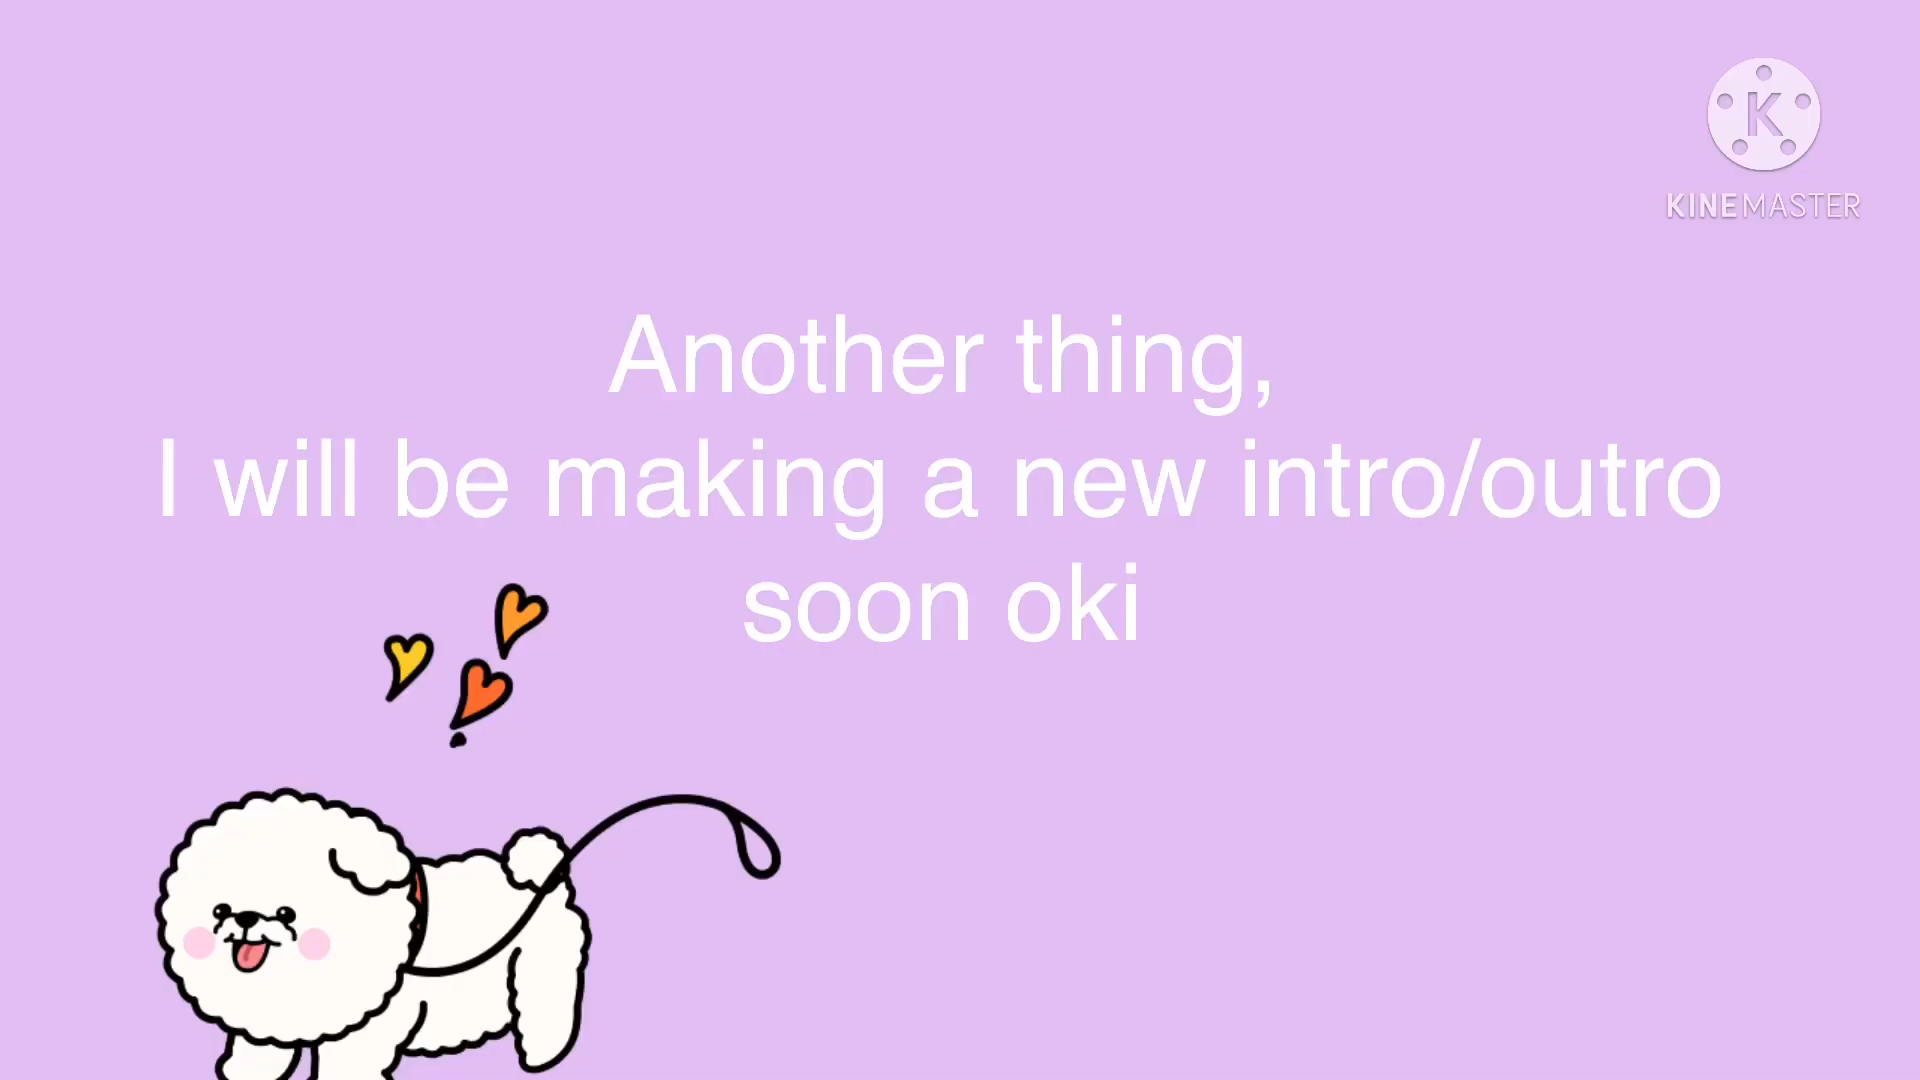 K
KINEMASTER
Another thing,
I will be making a new intro/outro
soon oki